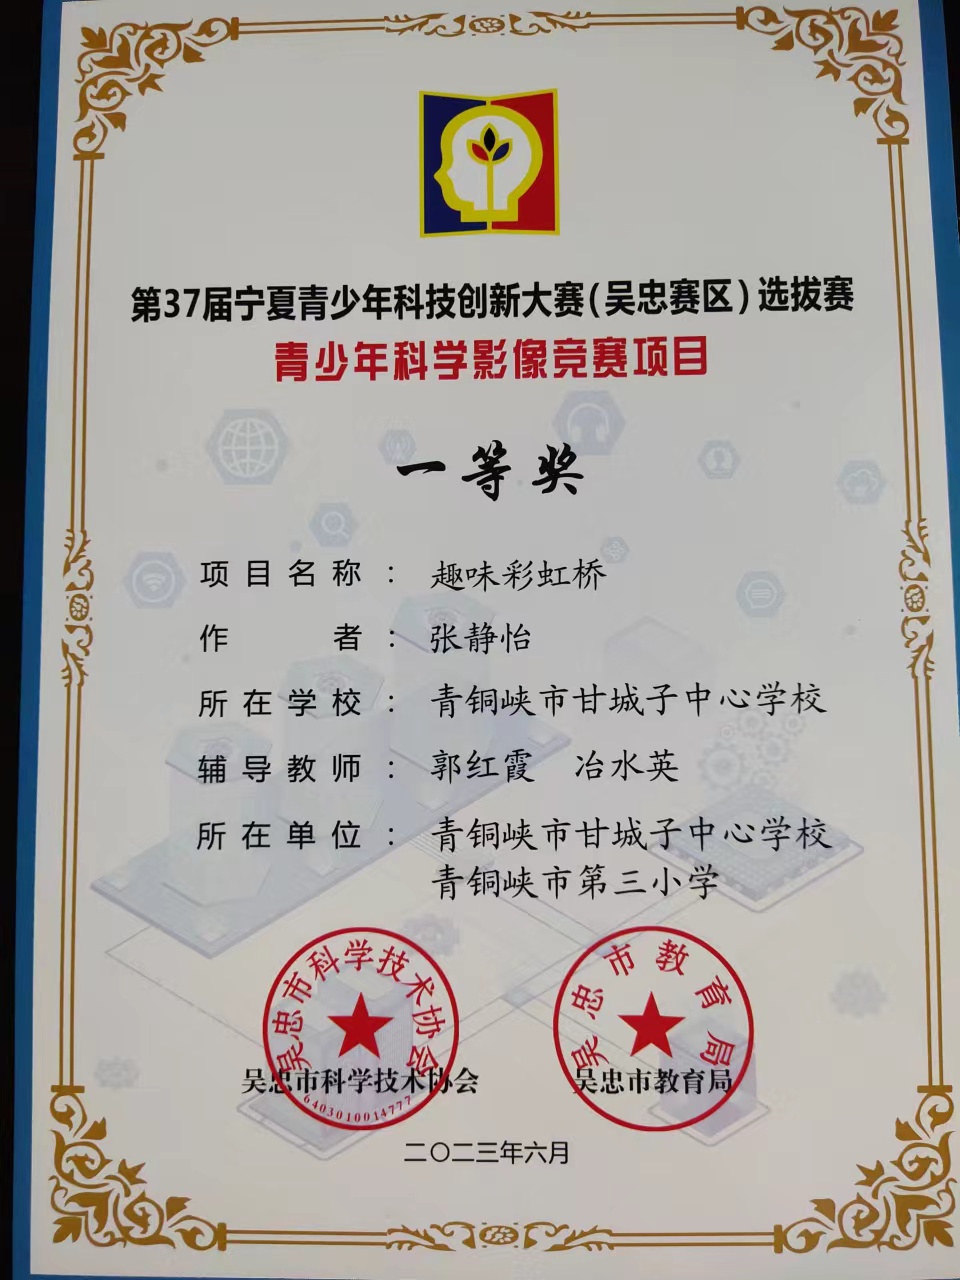 第37届宁夏青少年科技创新大赛(吴忠赛区)选拔赛
青少年科学影像竞赛项目
一等奖
项目名称：趣味彩虹桥
作者：张静怡
所在学校：青铜峡市甘城子中心学校
辅导教师：郭红霞 冶水英
所在单位：青铜峡市甘城子中心学校
青铜峡市第三小学
吴忠市科学技术协会
吴忠市教育局
吴忠市科学技术协会
吴忠市教育局
6403010014777
二〇二三年六月